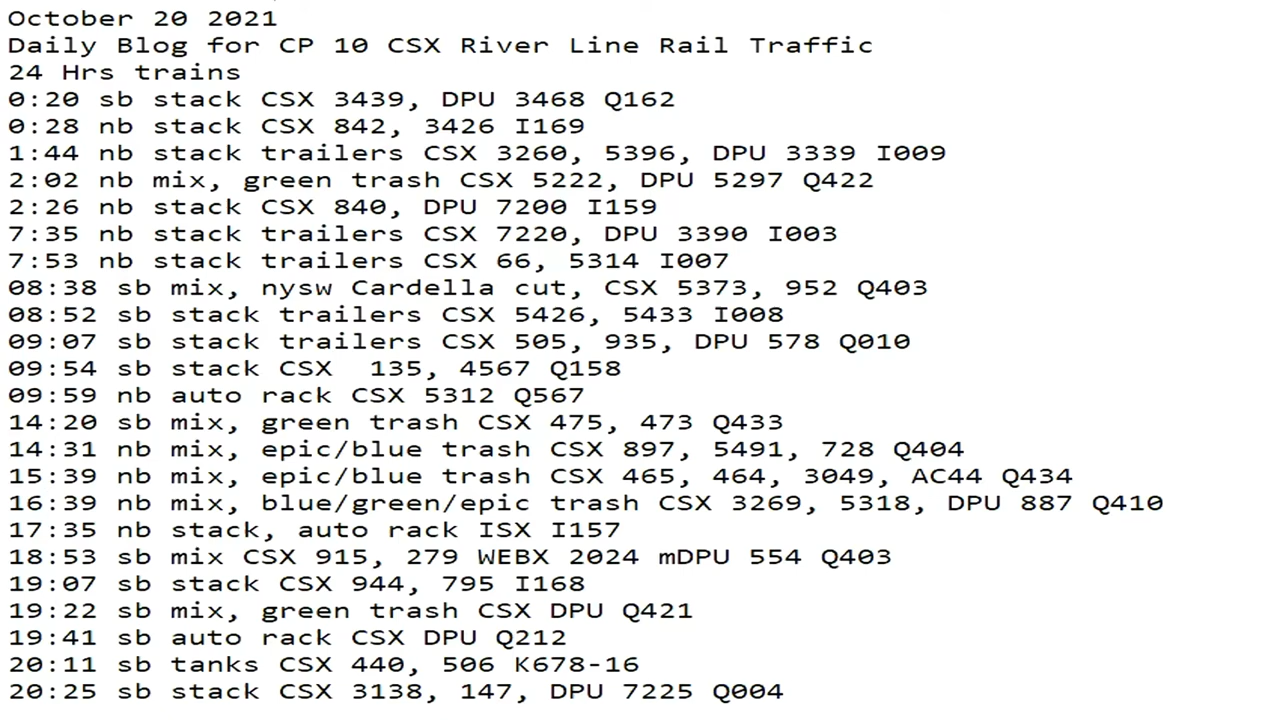 October 20 2021
Daily Blog for CP 10 CSX River Line Rail Traffic
24 Hrs trains
0:20 sb stack CSX 3439, DPU 3468 Q162
0:28 nb stack CSX 842, 3426 I169
1:44 nb stack trailers CSX 3260, 5396, DPU 3339 I009
2:02 nb mix, green trash CSX 5222, DPU 5297 Q422
2:26 nb stack CSX 840, DPU 7200 I159
7:35 nb stack trailers CSX 7220, DPU 3390 I003
7:53 nb stack trailers CSX 66, 5314 I007
08:38 sb mix, nysw Cardella cut, CSX 5373, 952 Q403
08:52 sb stack trailers CSX 5426, 5433 I008
09:07 sb stack trailers CSX 505, 935, DPU 578 Q010
09:54 sb stack CSX  135, 4567 Q158
09:59 nb auto rack CSX 5312 Q567
14:20 sb mix, green trash CSX 475, 473 Q433
14:31 nb mix, epic/blue trash CSX 897, 5491, 728 Q404
15:39 nb mix, epic/blue trash CSX 465, 464, 3049, AC44 Q434
16:39 nb mix, blue/green/epic trash CSX 3269, 5318, DPU 887 Q410
17:35 nb stack, auto rack ISX I157
18:53 sb mix CSX 915, 279 WEBX 2024 mDPU 554 Q403
19:07 sb stack CSX 944, 795 I168
19:22 sb mix, green trash CSX DPU Q421
19:41 sb auto rack CSX DPU Q212
20:11 sb tanks CSX 440, 506 K678-16
20:25 sb stack CSX 3138, 147, DPU 7225 Q004